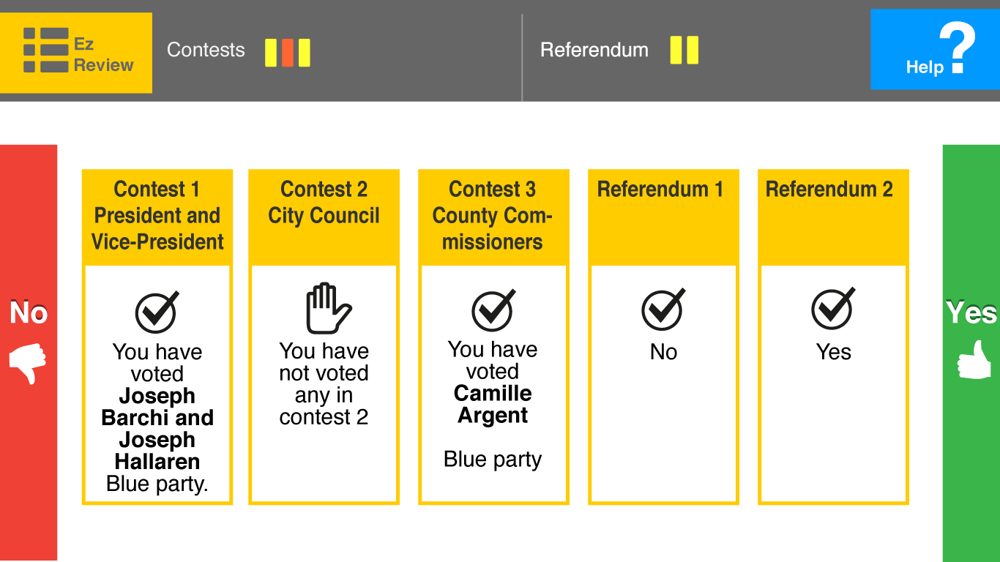 Ez
Review
Contests
Referendum
Help ?
No
Contest 1
President and
Vice-President
You have
voted
Joseph
Barchi and
Joseph
Hallaren
Blue party.
Contest 2
City Council
You have
not voted
any in
contest 2
Contest 3
County Com-
missioners
You have
voted
Camille
Argent
Blue party
Referendum 1
No
Referendum 2
Yes
Yes